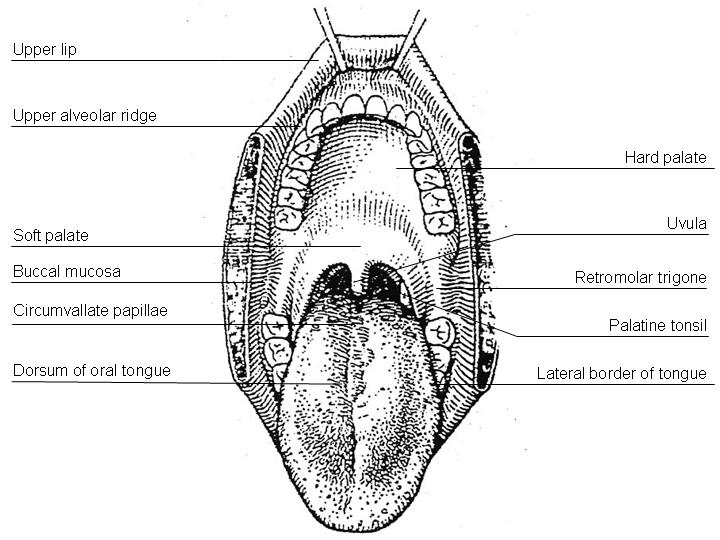 Upper lip
Upper alveolar ridge
Hard palate
Uvula
Soft palate
Buccal mucosa
Retromolar trigone
Circumvallate papillae
Palatine tonsil
Dorsum of oral tongue
Lateral border of tongue